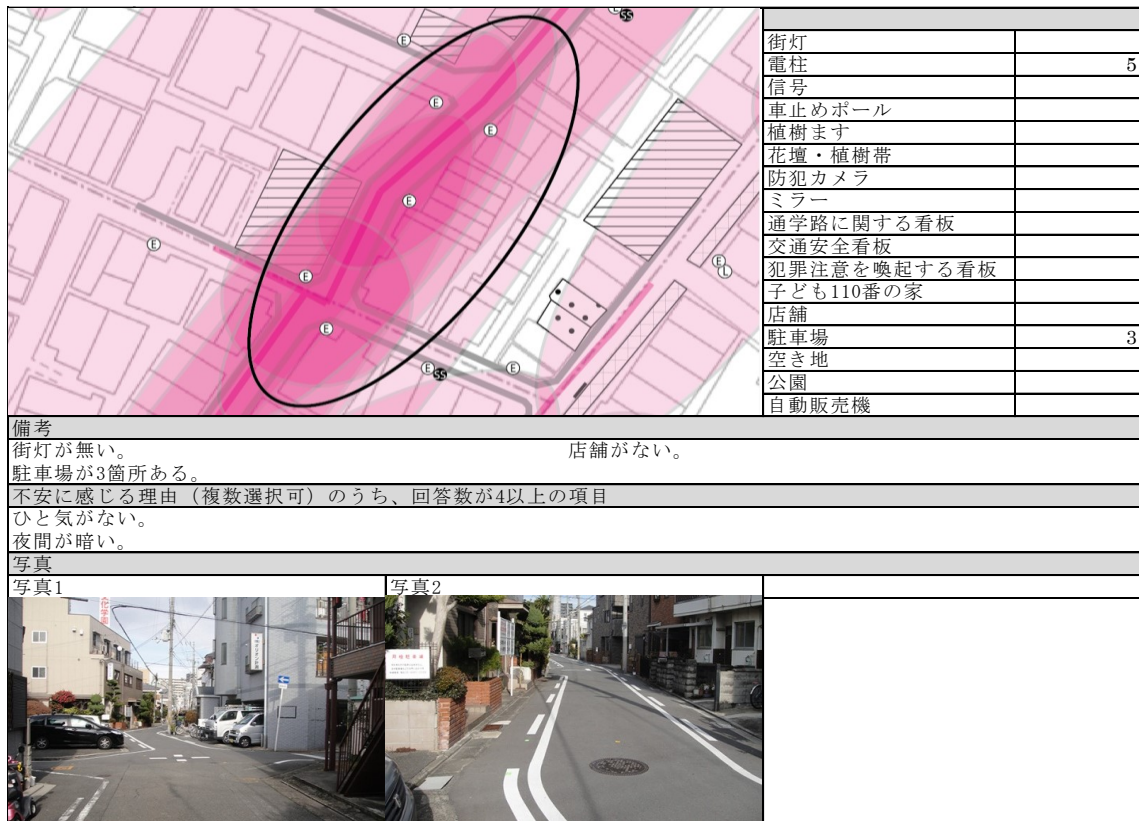 E
SS
E
E
E
E
E
E
E
E
L
E
SS
E
街灯
電柱 5
信号
車止めポール
植樹ます
花壇・植樹帯
防犯カメラ
ミラー
通学路に関する看板
交通安全看板
犯罪注意を喚起する看板
子ども110番の家
店舗
駐車場 3
空き地
公園
自動販売機
備考
街灯が無い。 店舗がない。
駐車場が3箇所ある。
不安に感じる理由（複数選択可）のうち、回答数が4以上の項目
ひと気がない。
夜間が暗い。
写真
写真1 写真2